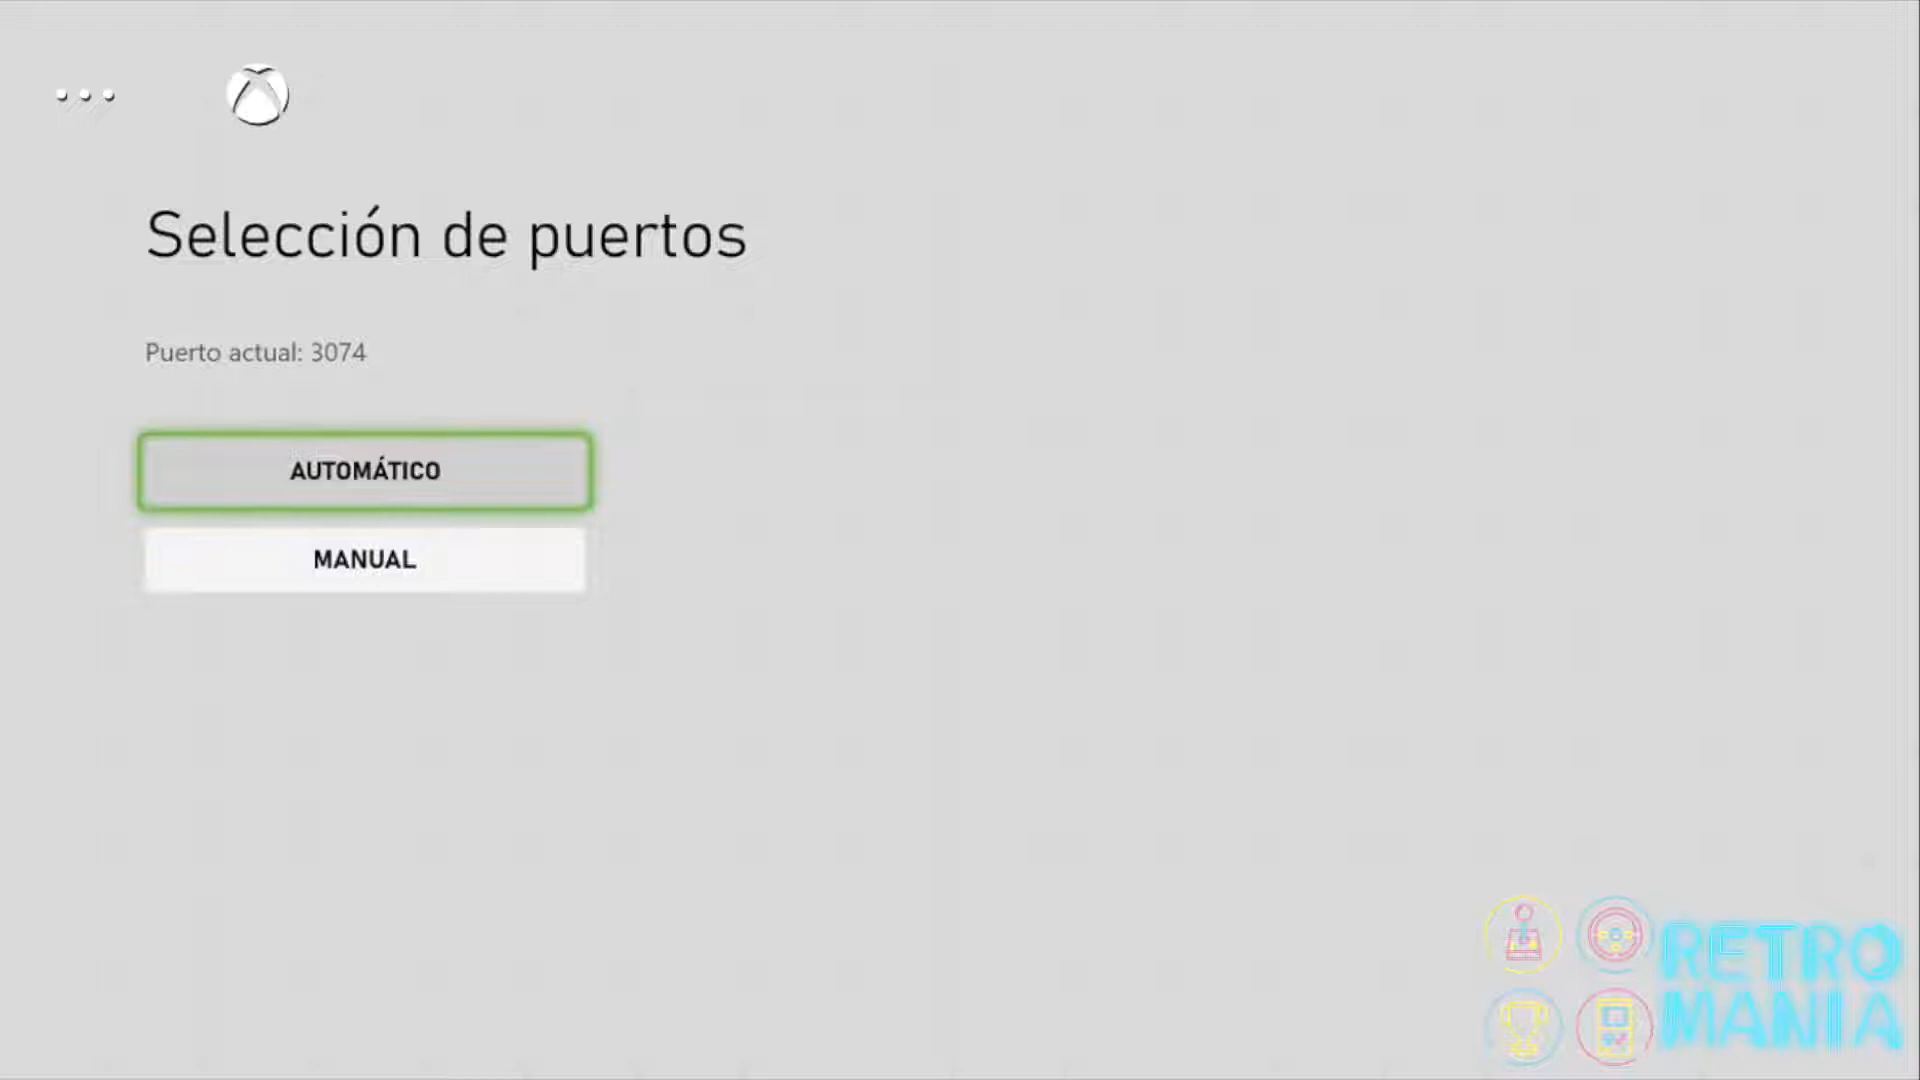 Selección de puertos
Puerto actual: 3074
AUTOMÁTICO
MANUAL
RETRO
MANIA